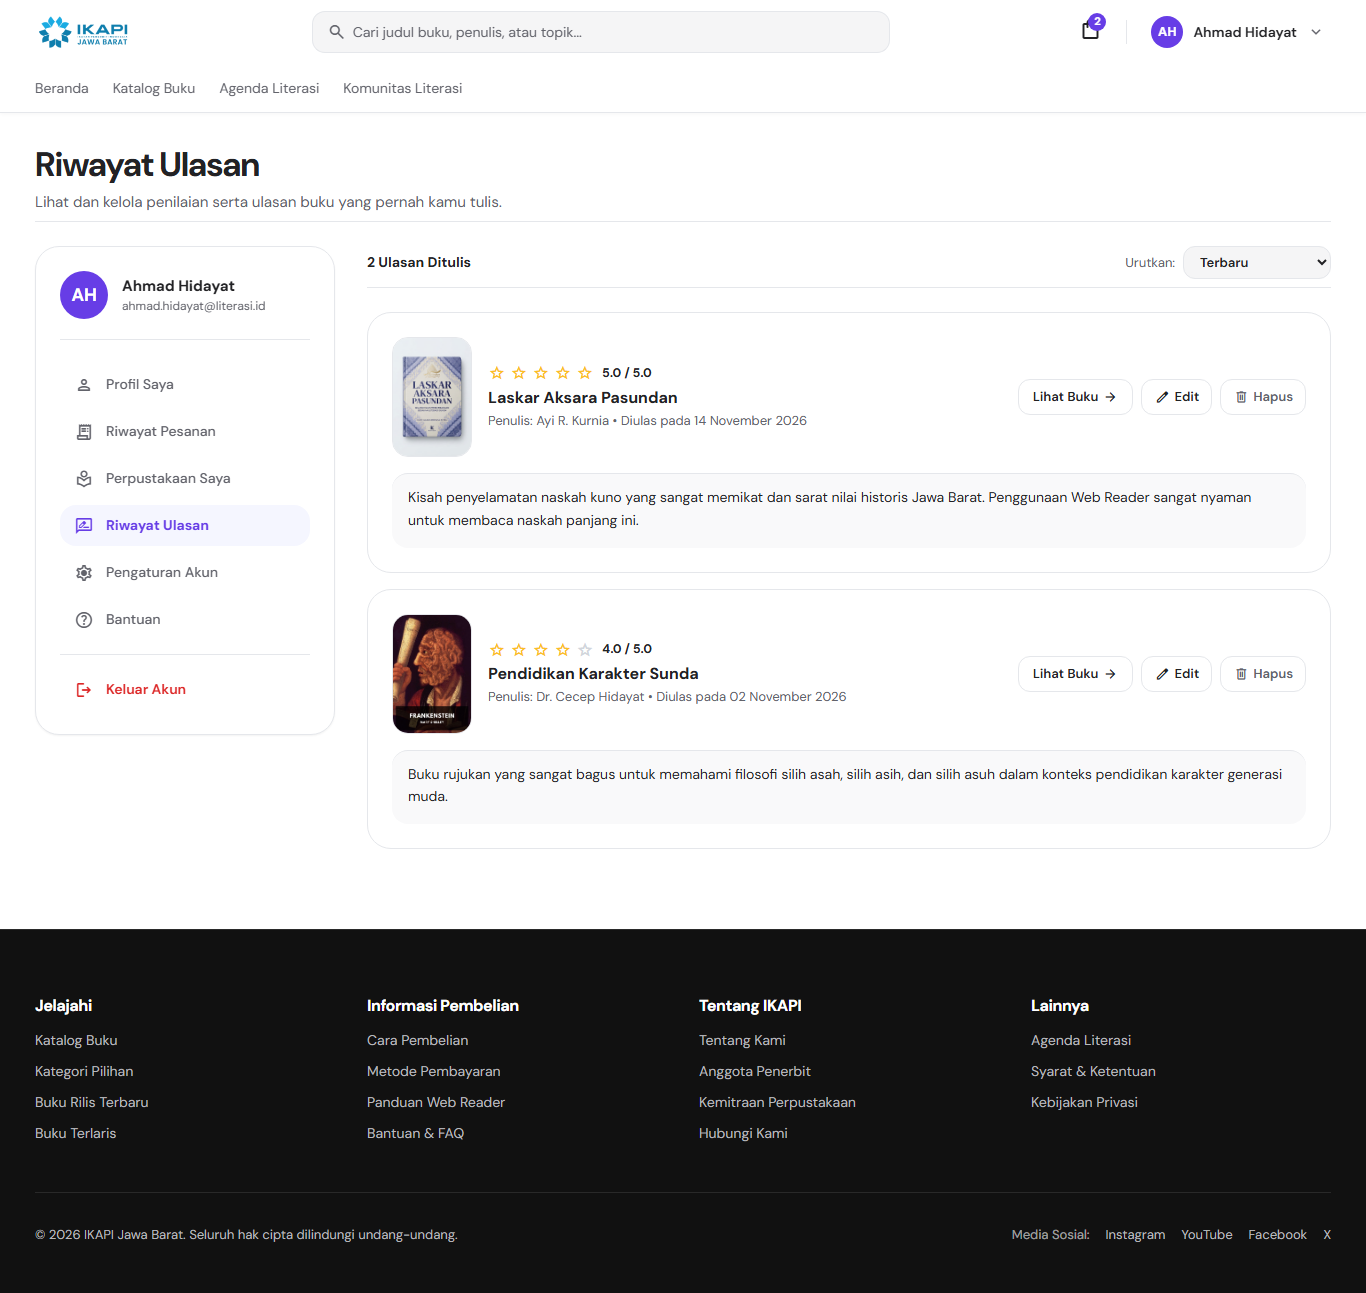 IKAPI
JAWA BARAT
Cari judul buku, penulis, atau topik...
2
AH
Ahmad Hidayat
Beranda
Katalog Buku
Agenda Literasi
Komunitas Literasi
Riwayat Ulasan
Lihat dan kelola penilaian serta ulasan buku yang pernah kamu tulis.
AH
Ahmad Hidayat
ahmad.hidayat@literasi.id
Profil Saya
Riwayat Pesanan
Perpustakaan Saya
Riwayat Ulasan
Pengaturan Akun
Bantuan
Keluar Akun
2 Ulasan Ditulis
Urutkan:
Terbaru
LASKAR
AKSARA
PASUNDAN
5.0 / 5.0
Laskar Aksara Pasundan
Penulis: Ayi R. Kurnia • Diulas pada 14 November 2026
Lihat Buku →
Edit
Hapus
Kisah penyelamatan naskah kuno yang sangat memikat dan sarat nilai historis Jawa Barat. Penggunaan Web Reader sangat nyaman
untuk membaca naskah panjang ini.
FRANKENSTEIN
4.0 / 5.0
Pendidikan Karakter Sunda
Penulis: Dr. Cecep Hidayat • Diulas pada 02 November 2026
Lihat Buku →
Edit
Hapus
Buku rujukan yang sangat bagus untuk memahami filosofi silih asah, silih asih, dan silih asuh dalam konteks pendidikan karakter generasi
muda.
Jelajahi
Katalog Buku
Kategori Pilihan
Buku Rilis Terbaru
Buku Terlaris
Informasi Pembelian
Cara Pembelian
Metode Pembayaran
Panduan Web Reader
Bantuan & FAQ
Tentang IKAPI
Tentang Kami
Anggota Penerbit
Kemitraan Perpustakaan
Hubungi Kami
Lainnya
Agenda Literasi
Syarat & Ketentuan
Kebijakan Privasi
© 2026 IKAPI Jawa Barat. Seluruh hak cipta dilindungi undang-undang.
Media Sosial:
Instagram
YouTube
Facebook
X